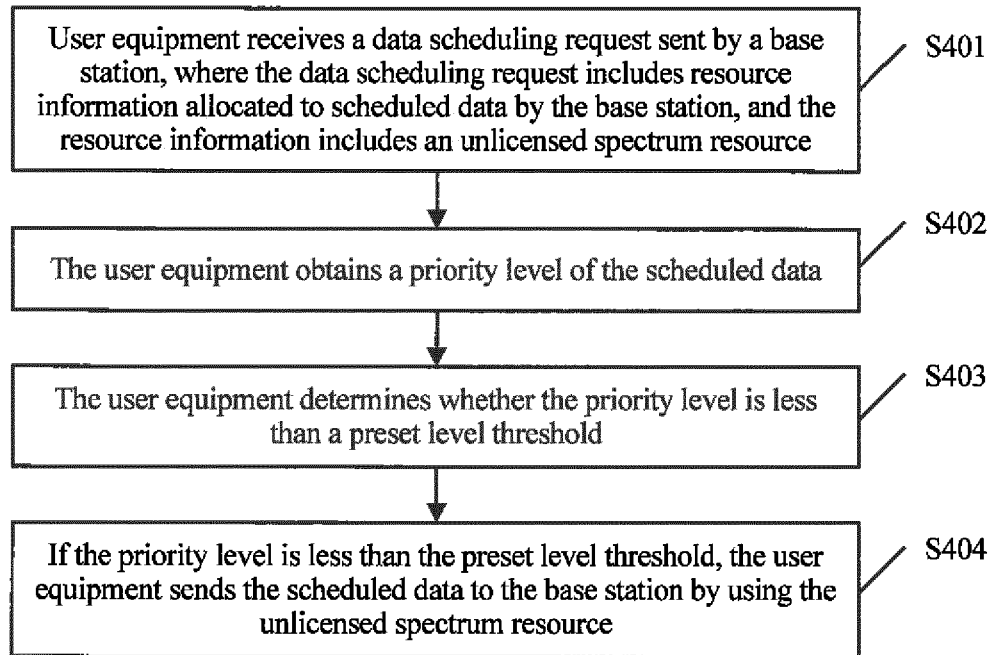 User equipment receives a data scheduling request sent by a base
station, where the data scheduling request includes resource
information allocated to scheduled data by the base station, and the
resource information includes an unlicensed spectrum resource
S401
The user equipment obtains a priority level of the scheduled data
S402
The user equipment determines whether the priority level is less
than a preset level threshold
S403
If the priority level is less than the preset level threshold, the user
equipment sends the scheduled data to the base station by using the
unlicensed spectrum resource
S404